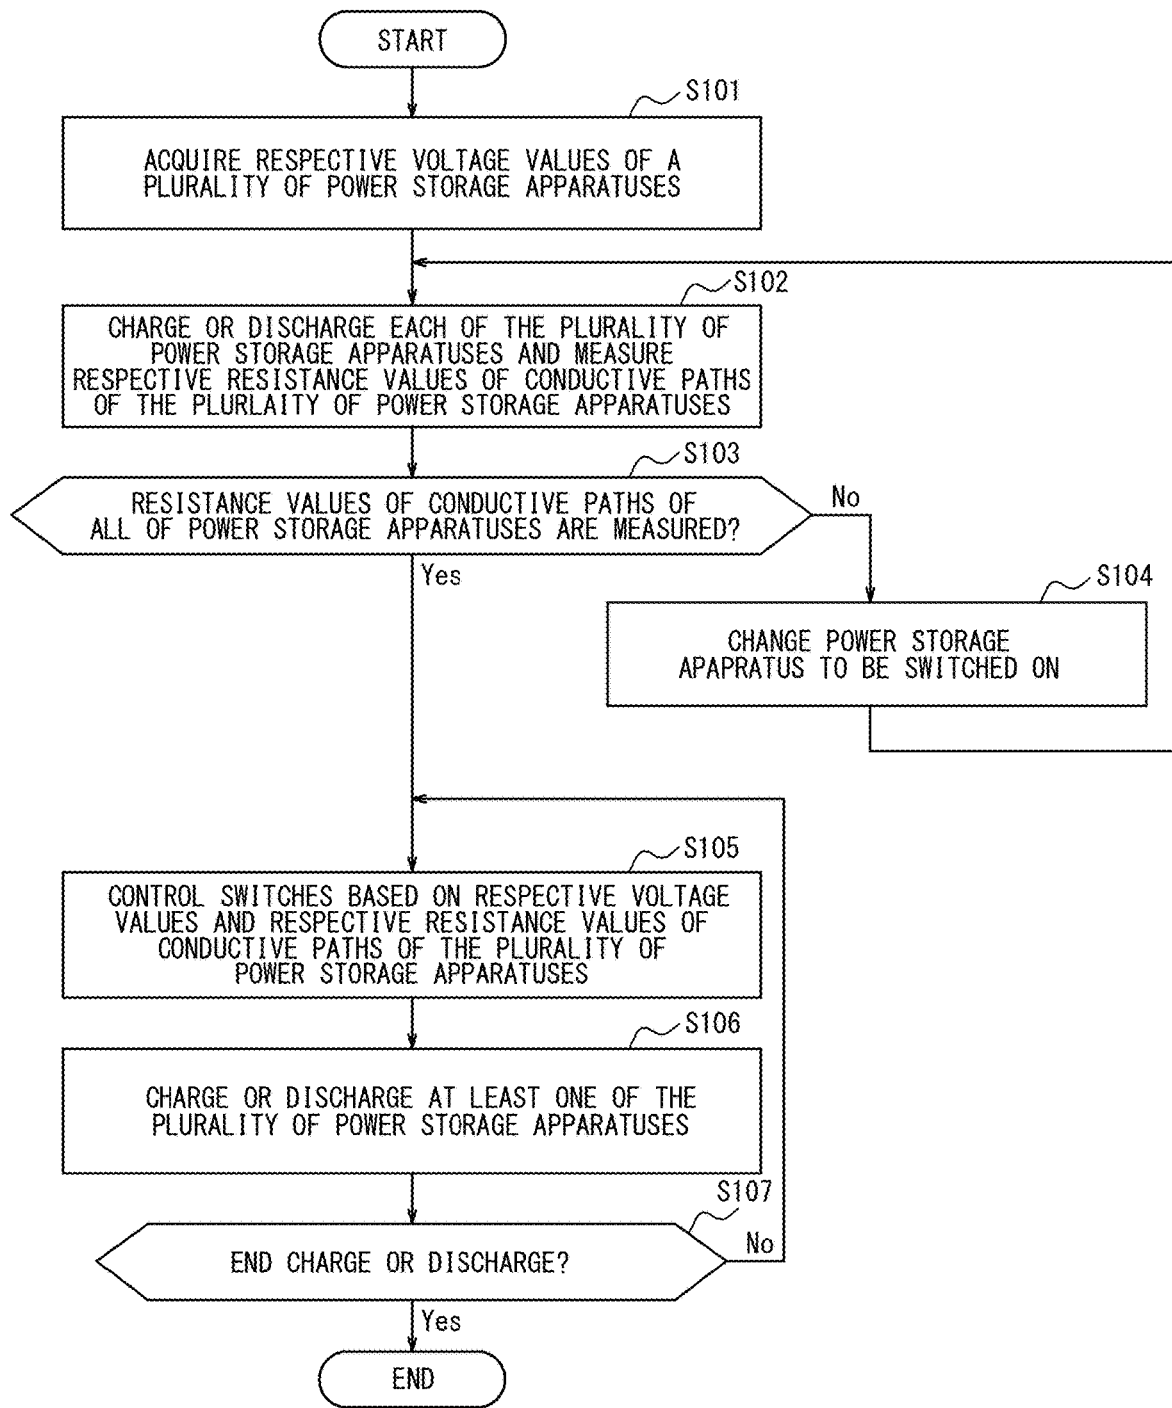 START
S101
ACQUIRE RESPECTIVE VOLTAGE VALUES OF A
PLURALITY OF POWER STORAGE APPARATUSES
S102
CHARGE OR DISCHARGE EACH OF THE PLURALITY OF
POWER STORAGE APPARATUSES AND MEASURE
RESPECTIVE RESISTANCE VALUES OF CONDUCTIVE PATHS
OF THE PLURLAITY OF POWER STORAGE APPARATUSES
S103
RESISTANCE VALUES OF CONDUCTIVE PATHS OF
ALL OF POWER STORAGE APPARATUSES ARE MEASURED?
No
Yes
S104
CHANGE POWER STORAGE
APAPRATUS TO BE SWITCHED ON
S105
CONTROL SWITCHES BASED ON RESPECTIVE VOLTAGE
VALUES AND RESPECTIVE RESISTANCE VALUES OF
CONDUCTIVE PATHS OF THE PLURALITY OF
POWER STORAGE APPARATUSES
S106
CHARGE OR DISCHARGE AT LEAST ONE OF THE
PLURALITY OF POWER STORAGE APPARATUSES
S107
END CHARGE OR DISCHARGE?
No
Yes
END